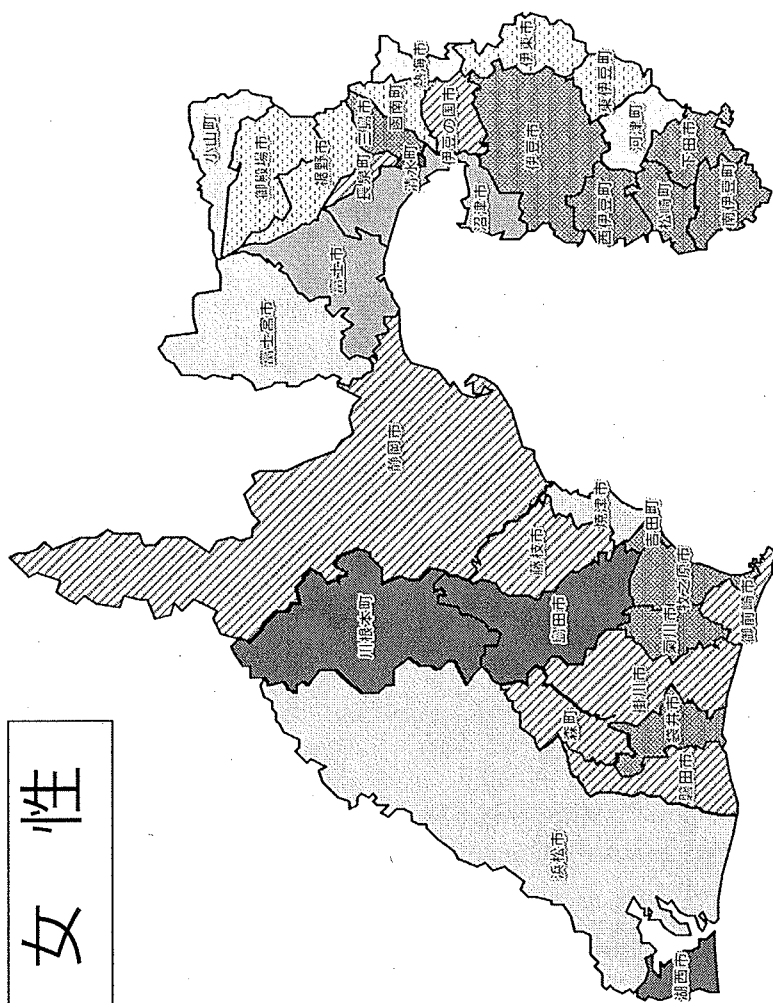 女性
小山町
御殿場市
裾野市
長泉町
三島市
清水町
函南町
熱海市
伊豆の国市
伊東市
沼津市
伊豆市
東伊豆町
河津町
西伊豆町
松崎町
下田市
南伊豆町
富士市
富士宮市
静岡市
焼津市
藤枝市
吉田町
牧之原市
島田市
川根本町
菊川市
御前崎市
掛川市
森町
袋井市
磐田市
浜松市
湖西市